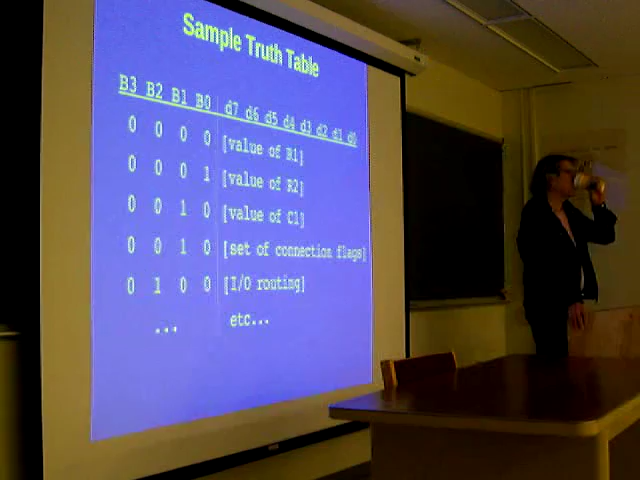 Sample Truth Table
B3 B2 B1 B0 d7 d6 d5 d4 d3 d2 d1 d0
0 0 0 0 [value of R1]
0 0 0 1 [value of R2]
0 0 1 0 [value of C1]
0 0 1 0 [set of connection flags]
0 1 0 0 [I/O routing]
... etc...